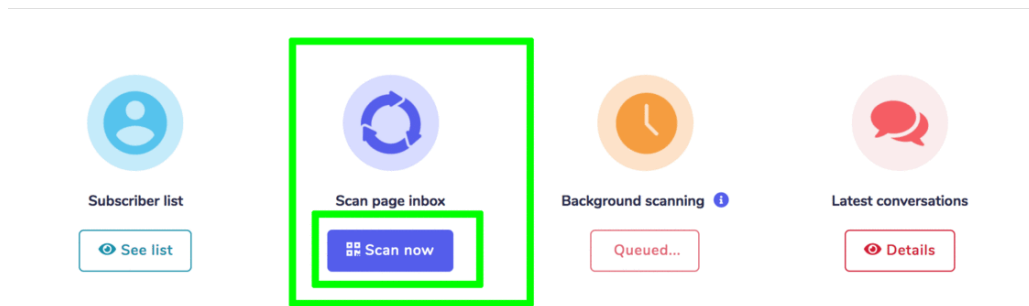 Subscriber list
See list
Scan page inbox
Scan now
Background scanning
Queued...
Latest conversations
Details